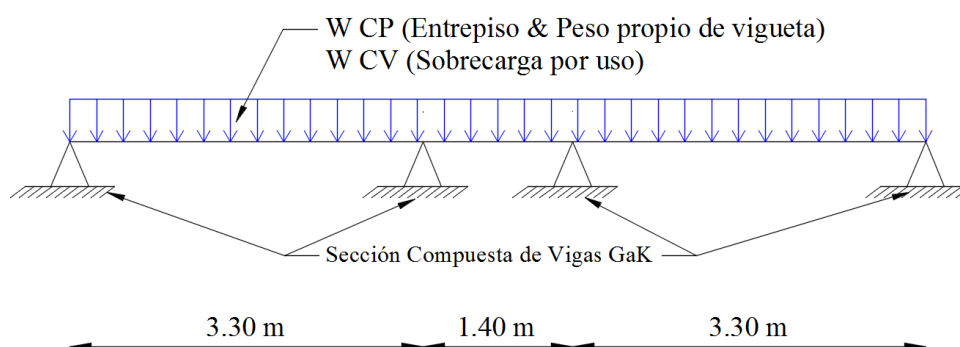 W CP (Entrepiso & Peso propio de vigueta)
W CV (Sobrecarga por uso)
Sección Compuesta de Vigas GaK
3.30 m
1.40 m
3.30 m